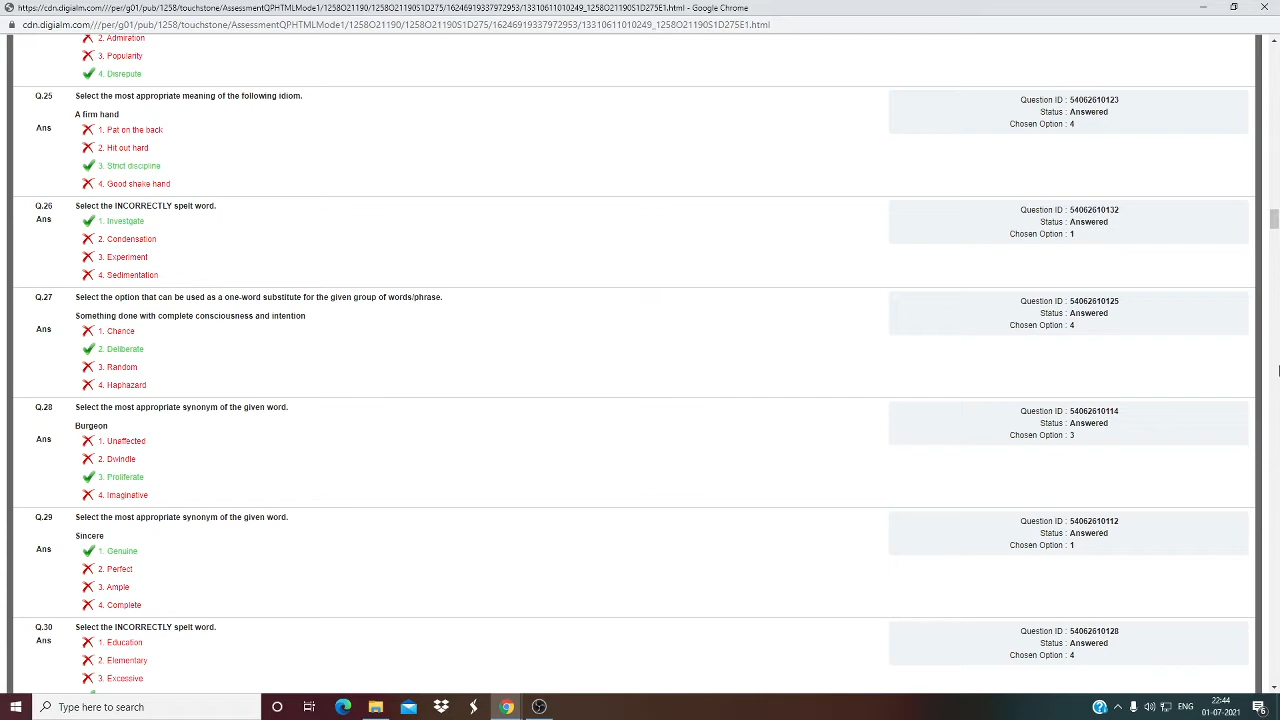 https://cdn.digialm.com///per/g01/pub/1258/touchstone/AssessmentQPHTMLMode1/1258O21190/1258O21190S1D275/16246919337972953/13310611010249_1258O21190S1D275E1.html - Google Chrome
cdn.digialm.com///per/g01/pub/1258/touchstone/AssessmentQPHTMLMode1/1258O21190/1258O21190S1D275/16246919337972953/13310611010249_1258O21190S1D275E1.html
2. Admiration
3. Popularity
4. Disrepute
Q.25 Select the most appropriate meaning of the following idiom.
Question ID : 54062610123
Status : Answered
Chosen Option : 4
A firm hand
Ans 1. Pat on the back
2. Hit out hard
3. Strict discipline
4. Good shake hand
Q.26 Select the INCORRECTLY spelt word.
Question ID : 54062610132
Status : Answered
Chosen Option : 1
Ans 1. Investgate
2. Condensation
3. Experiment
4. Sedimentation
Q.27 Select the option that can be used as a one-word substitute for the given group of words/phrase.
Question ID : 54062610125
Status : Answered
Chosen Option : 4
Something done with complete consciousness and intention
Ans 1. Chance
2. Deliberate
3. Random
4. Haphazard
Q.28 Select the most appropriate synonym of the given word.
Question ID : 54062610114
Status : Answered
Chosen Option : 3
Burgeon
Ans 1. Unaffected
2. Dwindle
3. Proliferate
4. Imaginative
Q.29 Select the most appropriate synonym of the given word.
Question ID : 54062610112
Status : Answered
Chosen Option : 1
Sincere
Ans 1. Genuine
2. Perfect
3. Ample
4. Complete
Q.30 Select the INCORRECTLY spelt word.
Question ID : 54062610128
Status : Answered
Chosen Option : 4
Ans 1. Education
2. Elementary
3. Excessive
Type here to search
ENG
22:44
01-07-2021